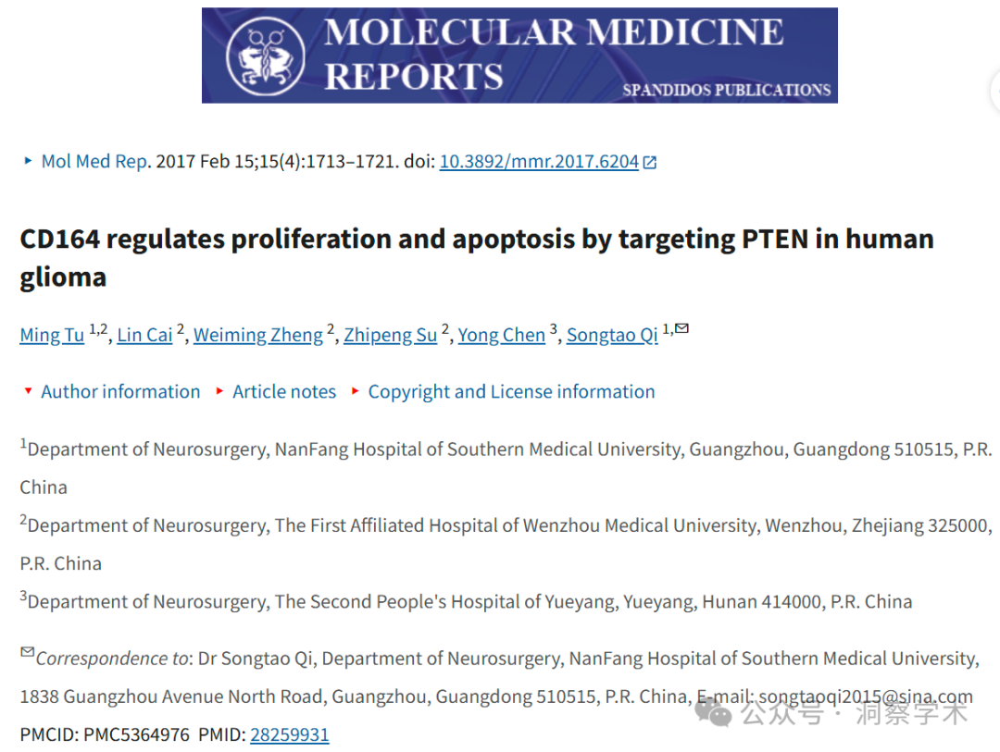 MOLECULAR MEDICINE
REPORTS
SPANDIDOS PUBLICATIONS
Mol Med Rep. 2017 Feb 15;15(4):1713–1721. doi: 10.3892/mmr.2017.6204
CD164 regulates proliferation and apoptosis by targeting PTEN in human
glioma
Ming Tu 1,2, Lin Cai 2, Weiming Zheng 2, Zhipeng Su 2, Yong Chen 3, Songtao Qi 1,✉
Author information Article notes Copyright and License information
1Department of Neurosurgery, NanFang Hospital of Southern Medical University, Guangzhou, Guangdong 510515, P.R.
China
2Department of Neurosurgery, The First Affiliated Hospital of Wenzhou Medical University, Wenzhou, Zhejiang 325000,
P.R. China
3Department of Neurosurgery, The Second People's Hospital of Yueyang, Yueyang, Hunan 414000, P.R. China
✉Correspondence to: Dr Songtao Qi, Department of Neurosurgery, NanFang Hospital of Southern Medical University,
1838 Guangzhou Avenue North Road, Guangzhou, Guangdong 510515, P.R. China, E-mail: songtaoqi2015@sina.com
公众号 · 洞察学术
PMCID: PMC5364976 PMID: 28259931